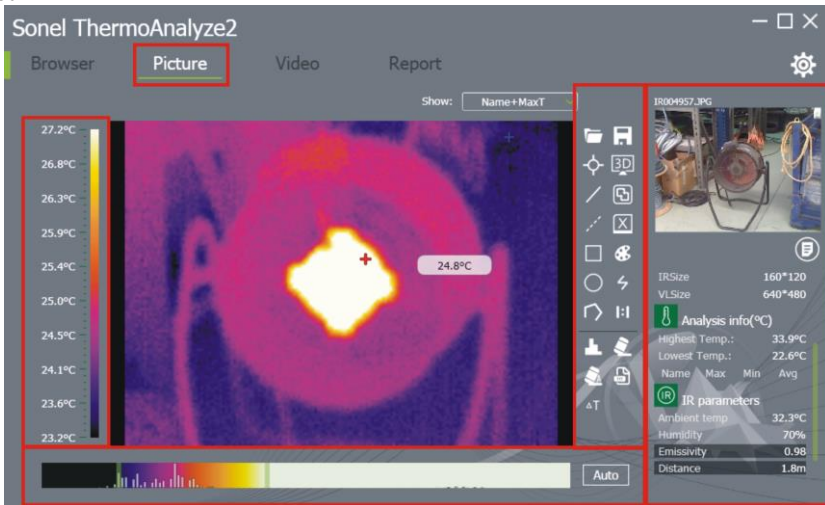 Sonel ThermoAnalyze2
Browser Picture Video Report
Show: Name+MaxT
27.2°C
26.8°C
26.3°C
25.9°C
25.4°C
25.0°C
24.5°C
24.1°C
23.6°C
23.2°C
24.8°C
3D
X
1:1
ΔT
Auto
IR004957.JPG
IRSize 160*120
VLSize 640*480
Analysis info(°C)
Highest Temp.: 33.9°C
Lowest Temp.: 22.6°C
Name Max Min Avg
IR IR parameters
Ambient temp 32.3°C
Humidity 70%
Emissivity 0.98
Distance 1.8m